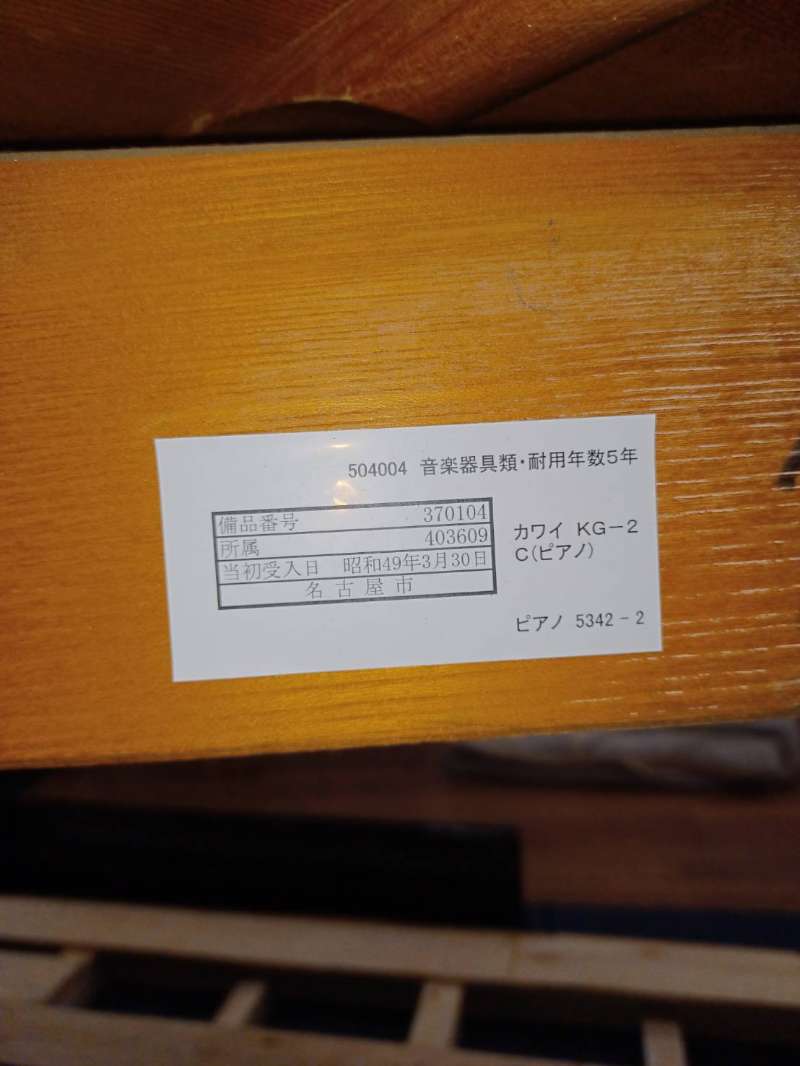 504004 音楽器具類・耐用年数5年
備品番号 370104
所属 403609
当初受入日 昭和49年3月30日
名古屋市
カワイ KG-2
C(ピアノ)
ピアノ 5342-2